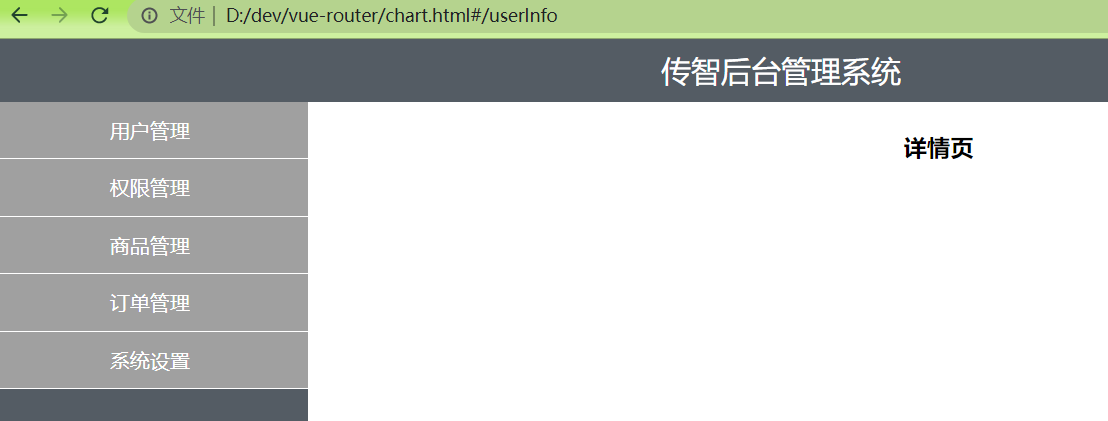 文件 | D:/dev/vue-router/chart.html#/userInfo
传智后台管理系统
用户管理
权限管理
商品管理
订单管理
系统设置
详情页